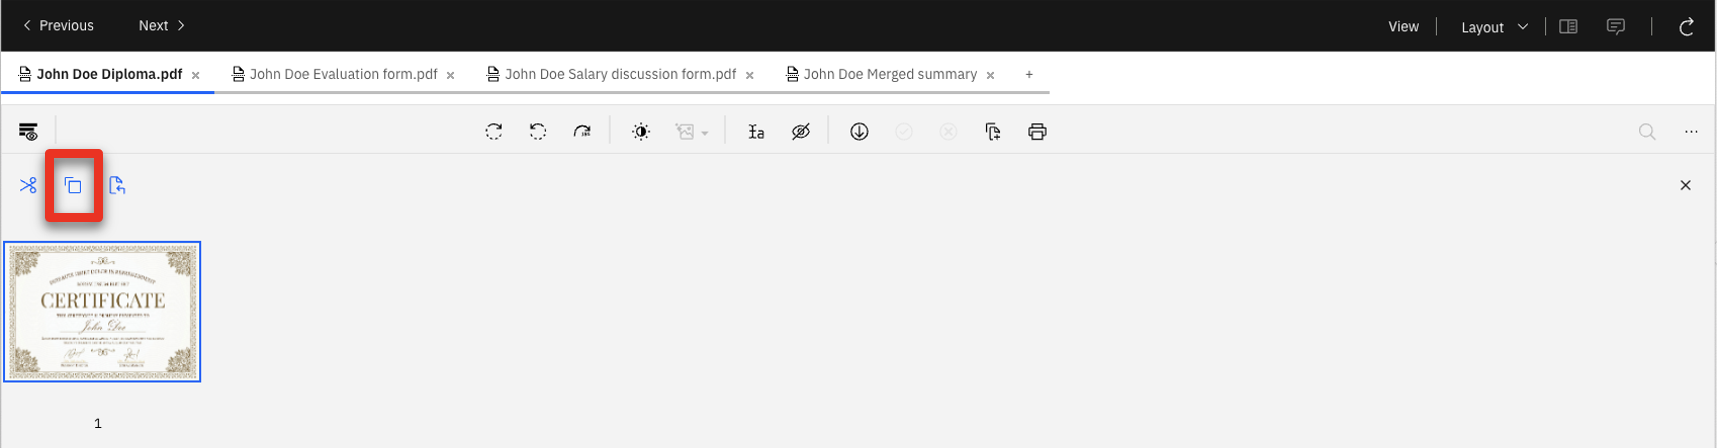 Previous Next View Layout
John Doe Diploma.pdf × John Doe Evaluation form.pdf × John Doe Salary discussion form.pdf × John Doe Merged summary × +
CERTIFICATE
John Doe
1